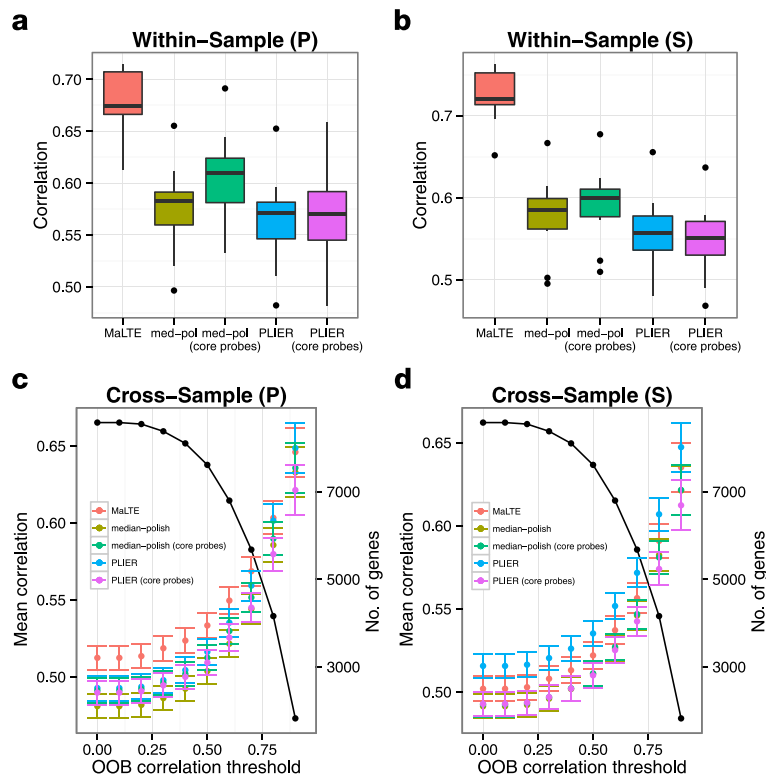 a
Within−Sample (P)
Correlation
0.70
0.65
0.60
0.55
0.50
MaLTE
med−pol
med−pol
(core probes)
PLIER
PLIER
(core probes)
b
Within−Sample (S)
Correlation
0.7
0.6
0.5
MaLTE
med−pol
med−pol
(core probes)
PLIER
PLIER
(core probes)
c
Cross−Sample (P)
Mean correlation
0.65
0.60
0.55
0.50
MaLTE
median−polish
median−polish (core probes)
PLIER
PLIER (core probes)
7000
5000
3000
No. of genes
0.00
0.25
0.50
0.75
OOB correlation threshold
d
Cross−Sample (S)
Mean correlation
0.65
0.60
0.55
0.50
MaLTE
median−polish
median−polish (core probes)
PLIER
PLIER (core probes)
7000
5000
3000
No. of genes
0.00
0.25
0.50
0.75
OOB correlation threshold